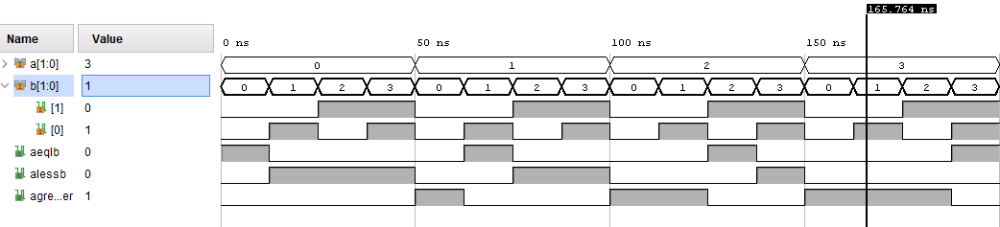 165.764 ns
Name Value
0 ns 50 ns 100 ns 150 ns
a[1:0] 3 0 1 2 3
b[1:0] 1 0 1 2 3 0 1 2 3 0 1 2 3 0 1 2 3
[1] 0
[0] 1
aeqlb 0
alessb 0
agre...er 1